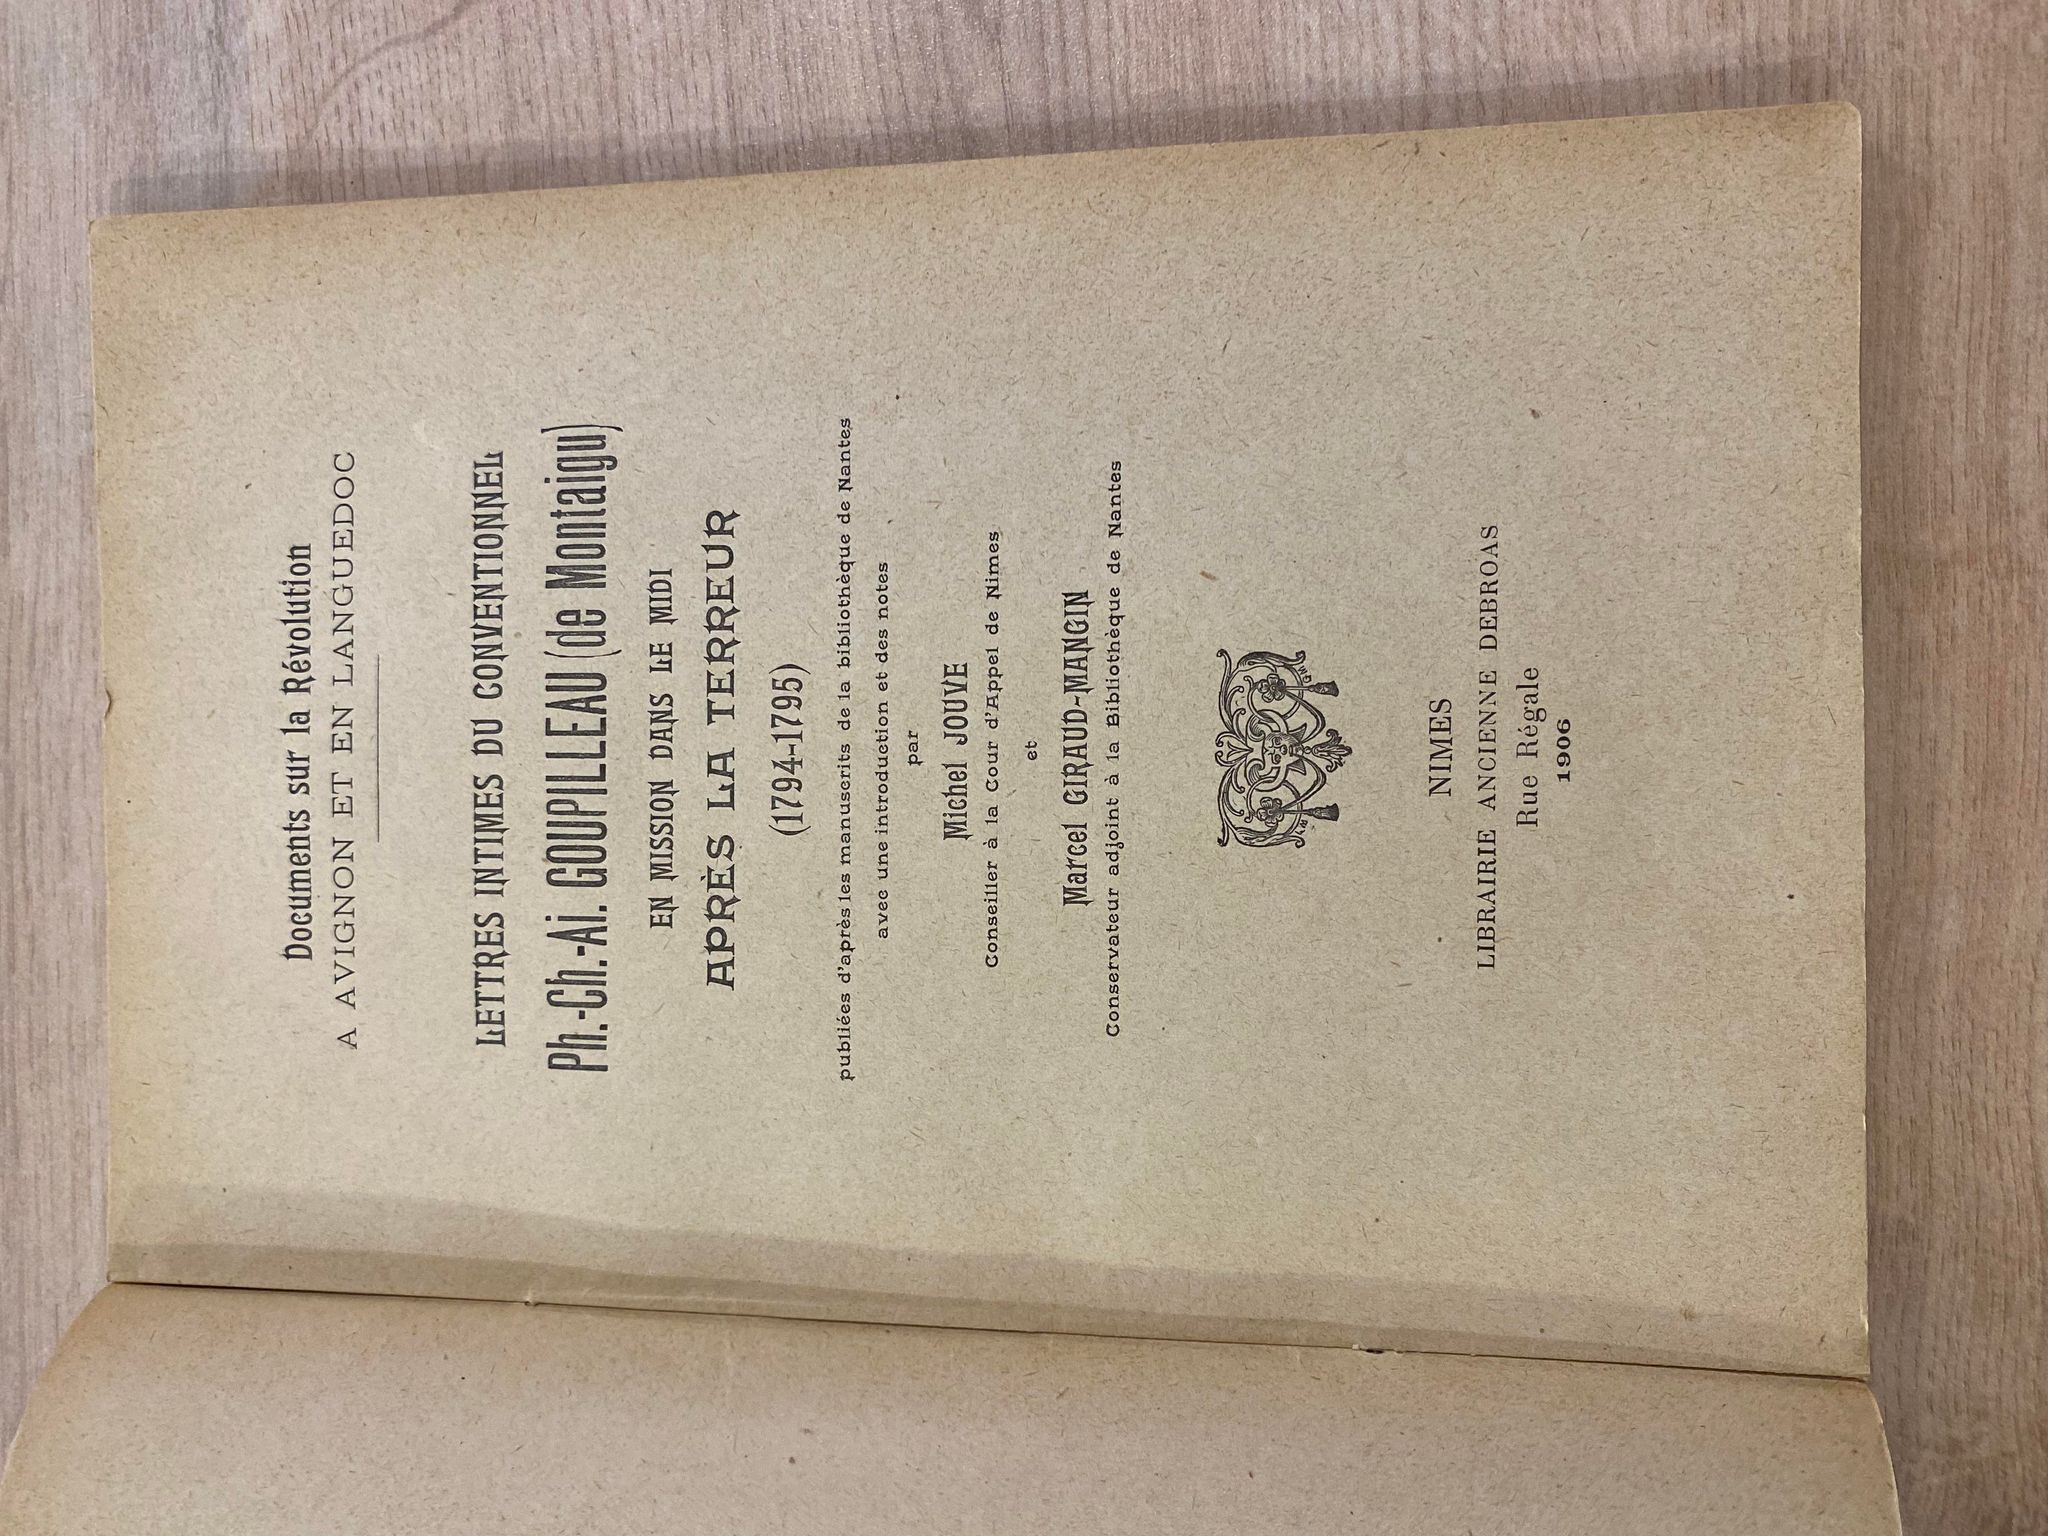 Documents sur la Révolution
A AVIGNON ET EN LANGUEDOC
LETTRES INTIMES DU CONVENTIONNEL
Ph.-Ch.-Ai. GOUPILLEAU (de Montaigu)
EN MISSION DANS LE MIDI
APRÈS LA TERREUR
(1794-1795)
publiées d'après les manuscrits de la bibliothèque de Nantes
avec une introduction et des notes
par
Michel JOUVE
Conseiller à la Cour d'Appel de Nimes
et
Marcel GIRAUD-MANGIN
Conservateur adjoint à la Bibliothèque de Nantes
NIMES
LIBRAIRIE ANCIENNE DEBROAS
Rue Régale
1906